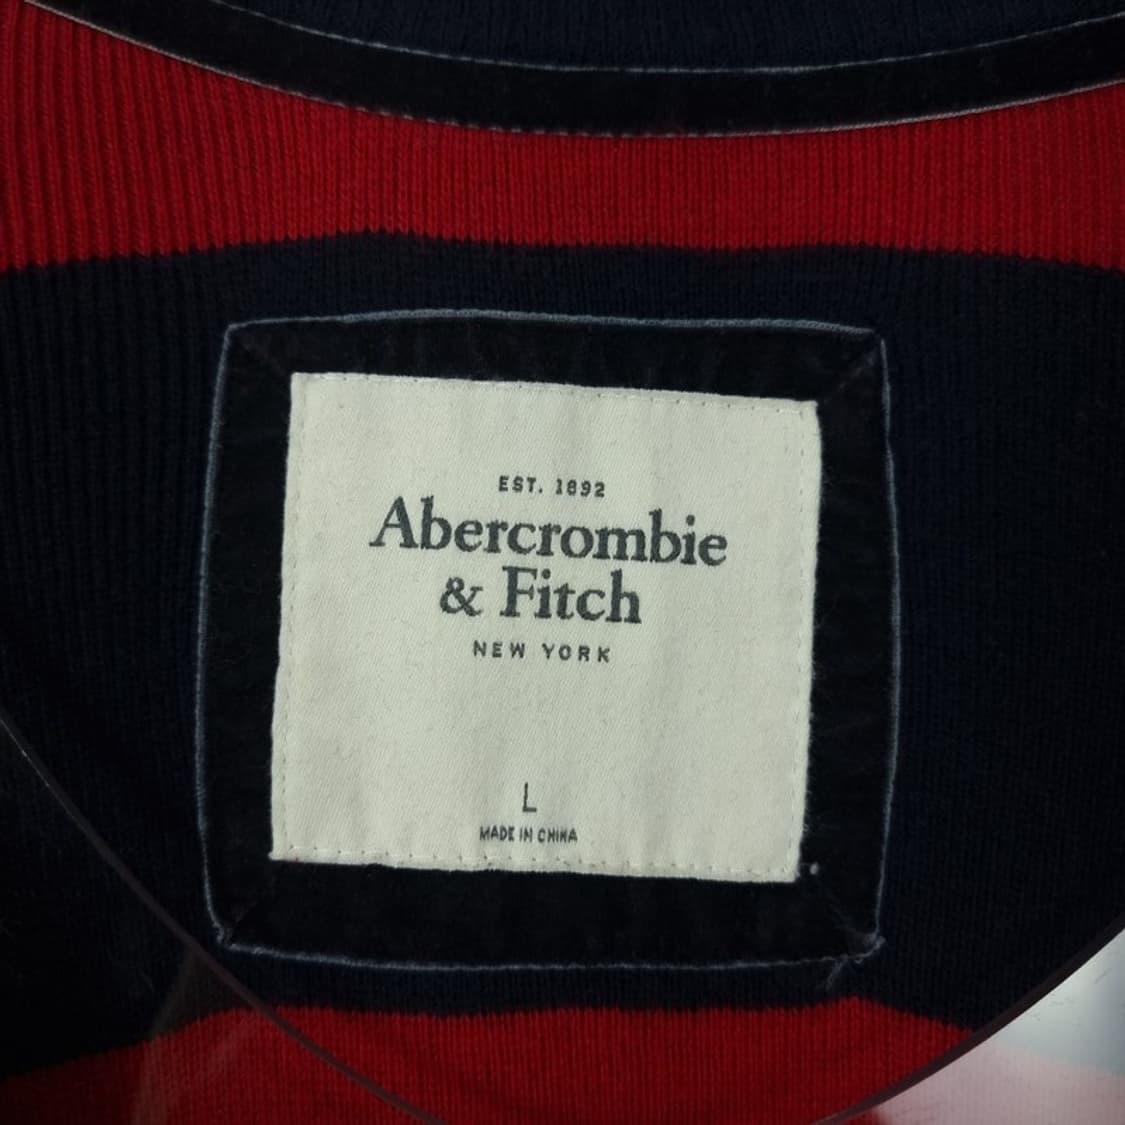 EST. 1892
Abercrombie
& Fitch
NEW YORK
L
MADE IN CHINA